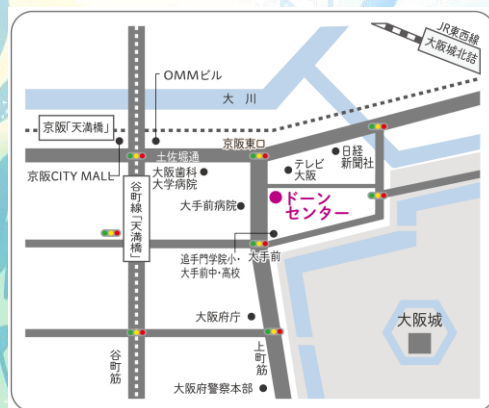 JR東西線
大阪城北詰
OMMビル
大 川
京阪「天満橋」
京阪東口
土佐堀通
日経
新聞社
テレビ
大阪
京阪CITY MALL
大阪歯科
大学病院
谷町線「天満橋」
ドーン
センター
大手前病院
追手門学院小・
大手前中・高校
大手前
大阪府庁
大阪城
谷町筋
上町筋
大阪府警察本部